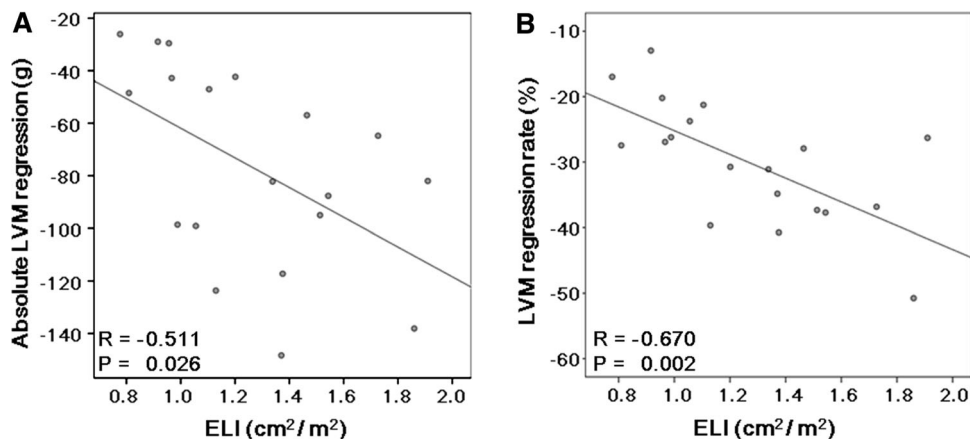 A
Absolute LVM regression (g)
-20
-40
-60
-80
-100
-120
-140
R = -0.511
P = 0.026
0.8 1.0 1.2 1.4 1.6 1.8 2.0
ELI (cm²/ m²)
B
LVM regression rate (%)
-10
-20
-30
-40
-50
-60
R = -0.670
P = 0.002
0.8 1.0 1.2 1.4 1.6 1.8 2.0
ELI (cm²/ m²)